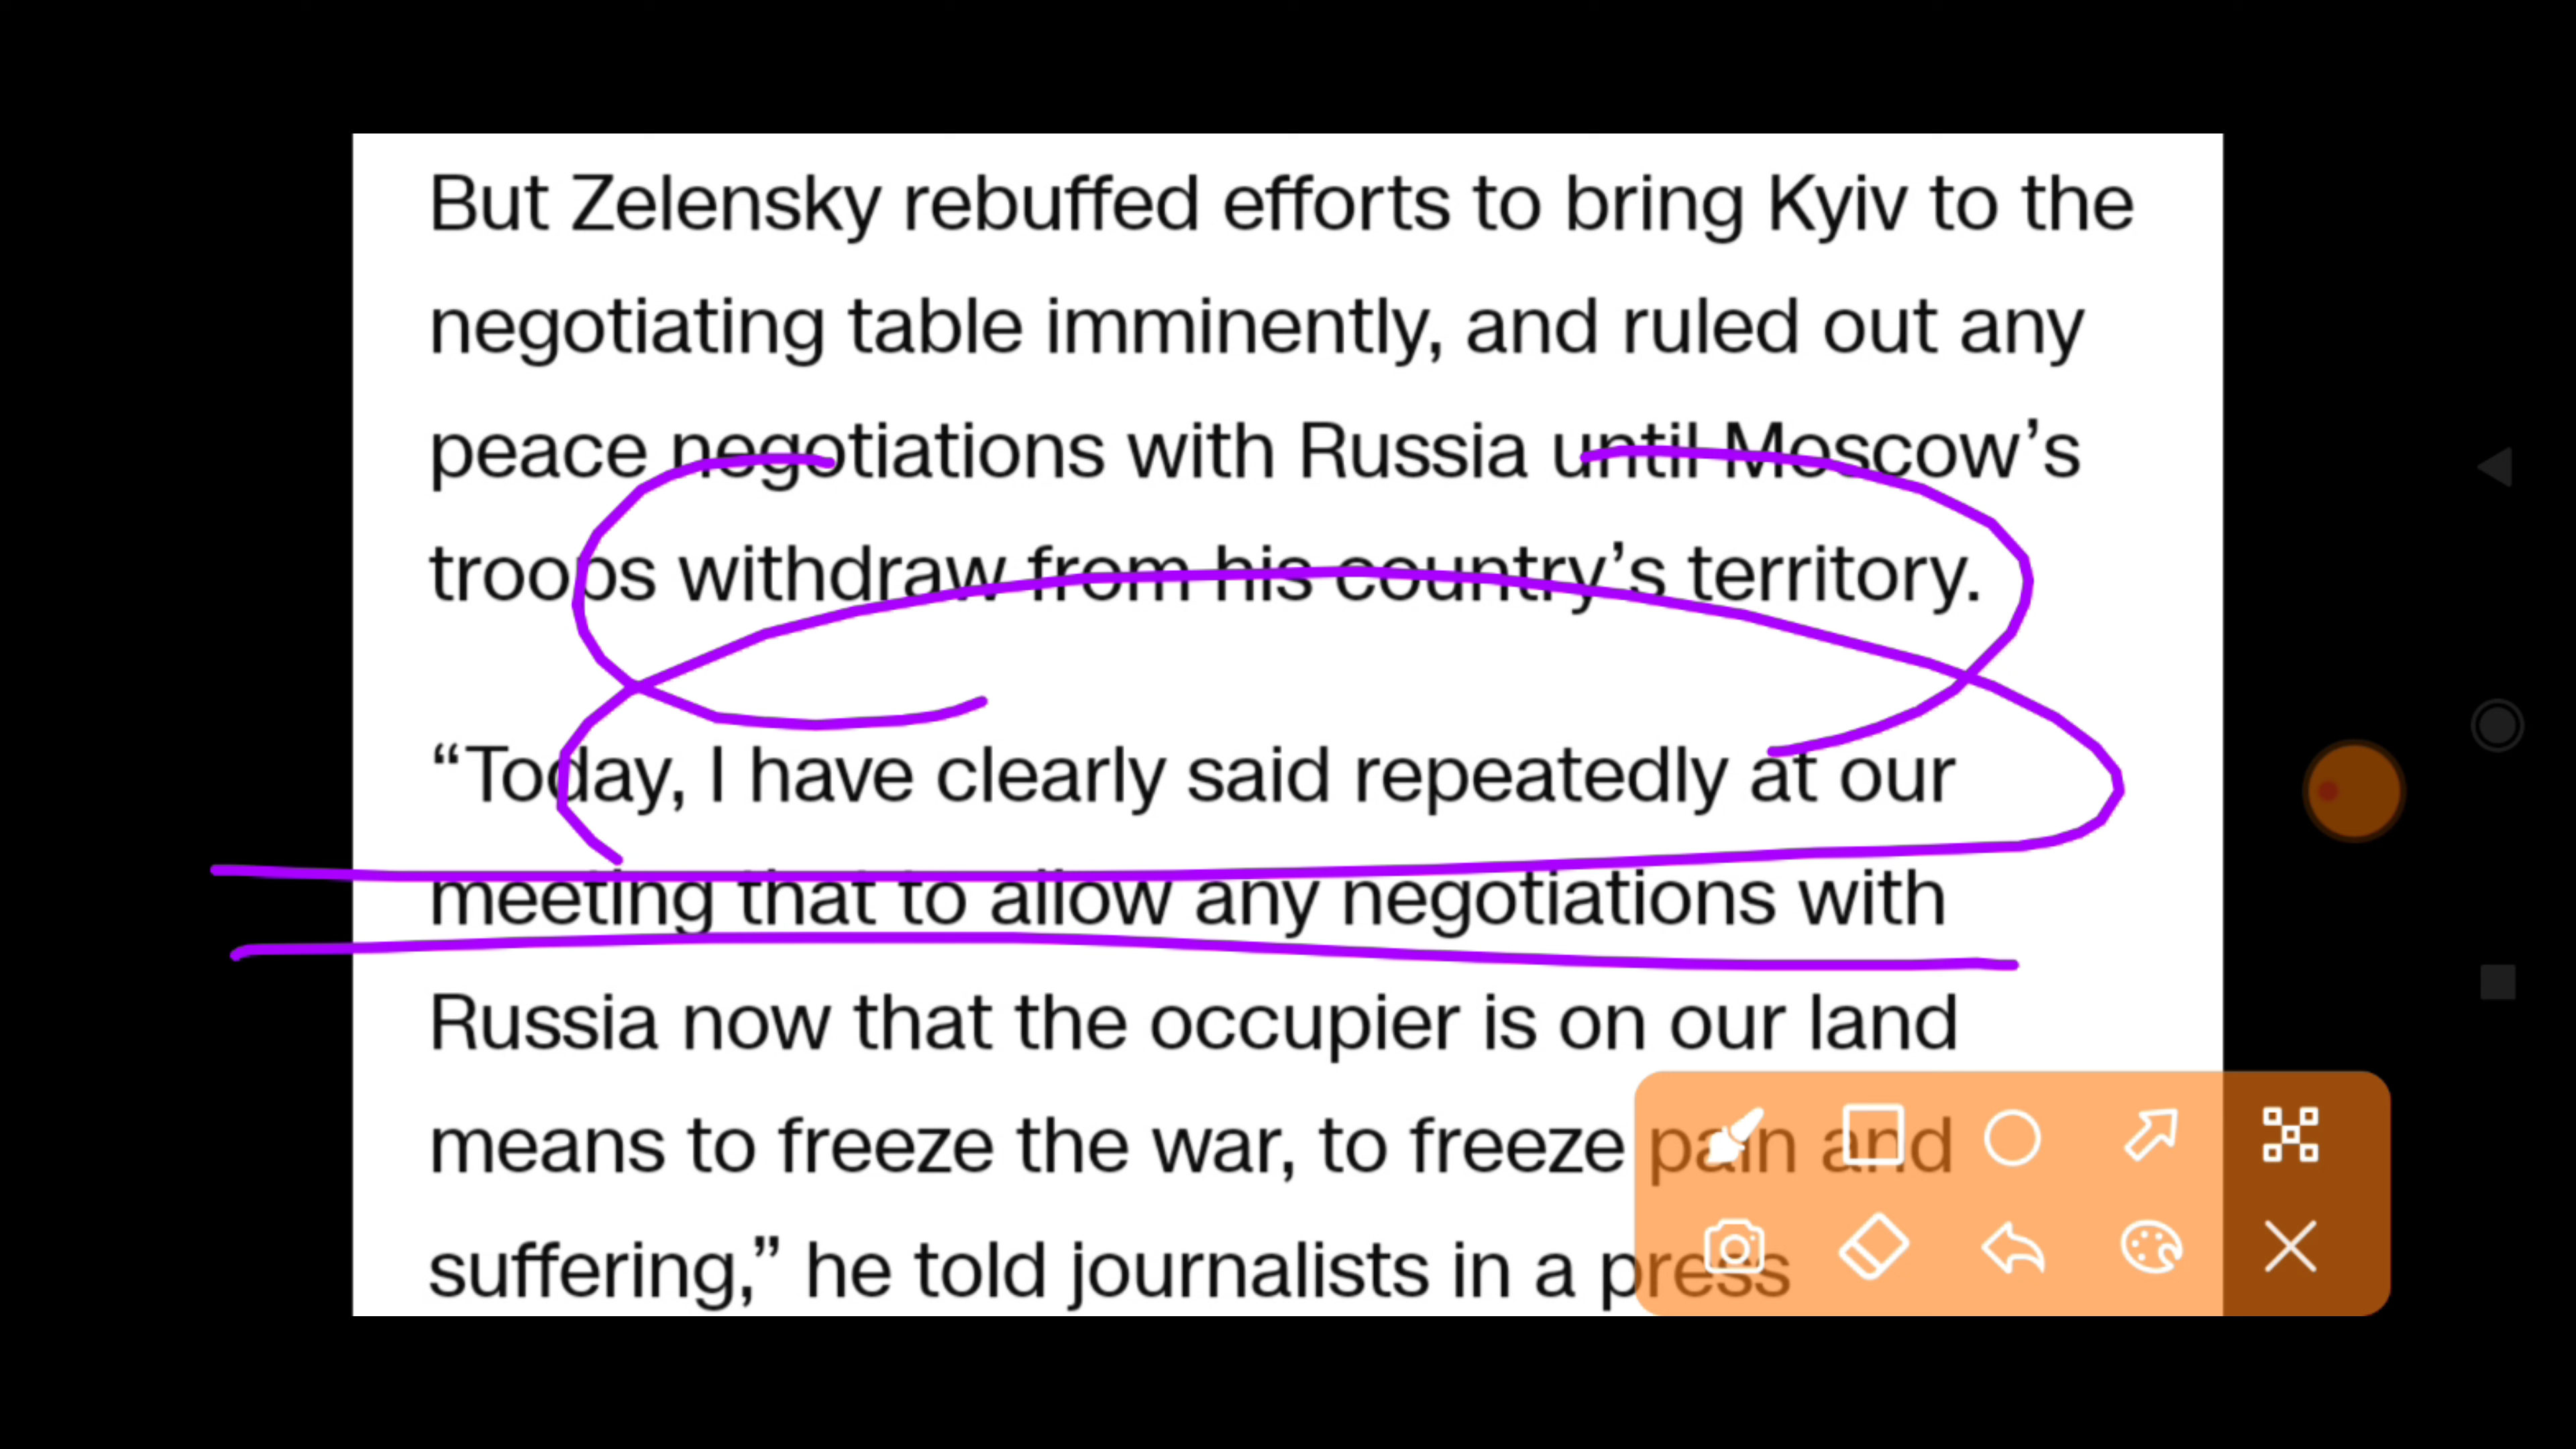 But Zelensky rebuffed efforts to bring Kyiv to the
negotiating table imminently, and ruled out any
peace negotiations with Russia until Moscow’s
troops withdraw from his country’s territory.
“Today, I have clearly said repeatedly at our
meeting that to allow any negotiations with
Russia now that the occupier is on our land
means to freeze the war, to freeze pain and
suffering,” he told journalists in a press